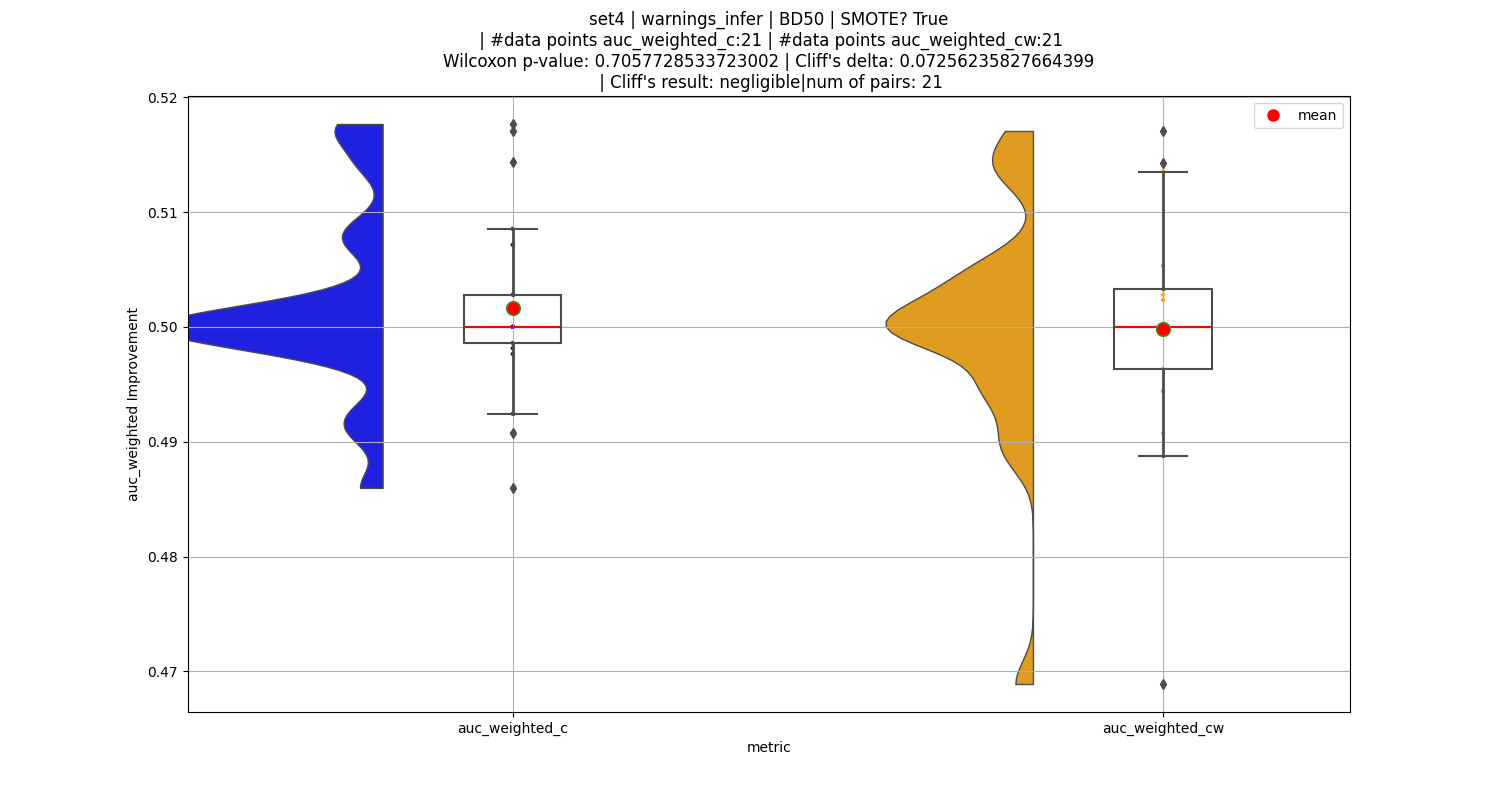 set4 | warnings_infer | BD50 | SMOTE? True
| #data points auc_weighted_c:21 | #data points auc_weighted_cw:21
Wilcoxon p-value: 0.7057728533723002 | Cliff's delta: 0.07256235827664399
| Cliff's result: negligible|num of pairs: 21
mean
0.52
0.51
0.50
0.49
0.48
0.47
auc_weighted Improvement
auc_weighted_c
auc_weighted_cw
metric